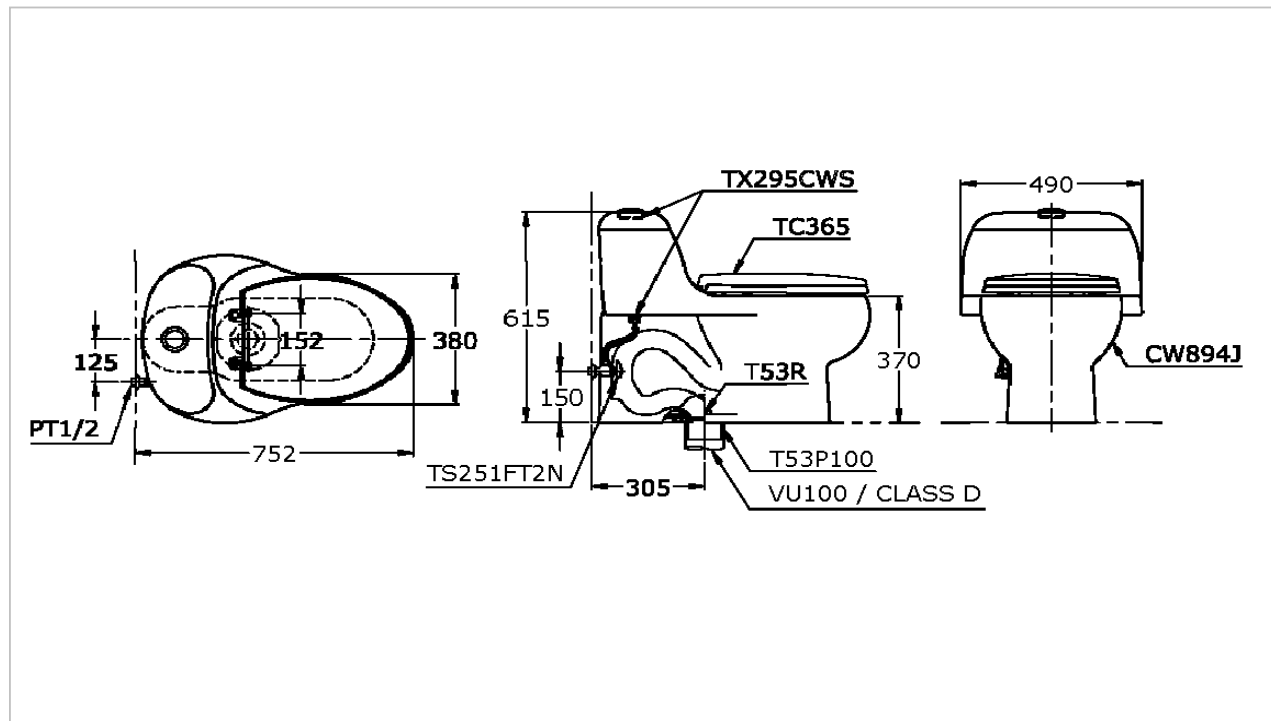 TX295CWS
490
TC365
615
152
380
125
370
CW894J
T53R
150
PT1/2
752
TS251FT2N
T53P100
305
VU100 / CLASS D